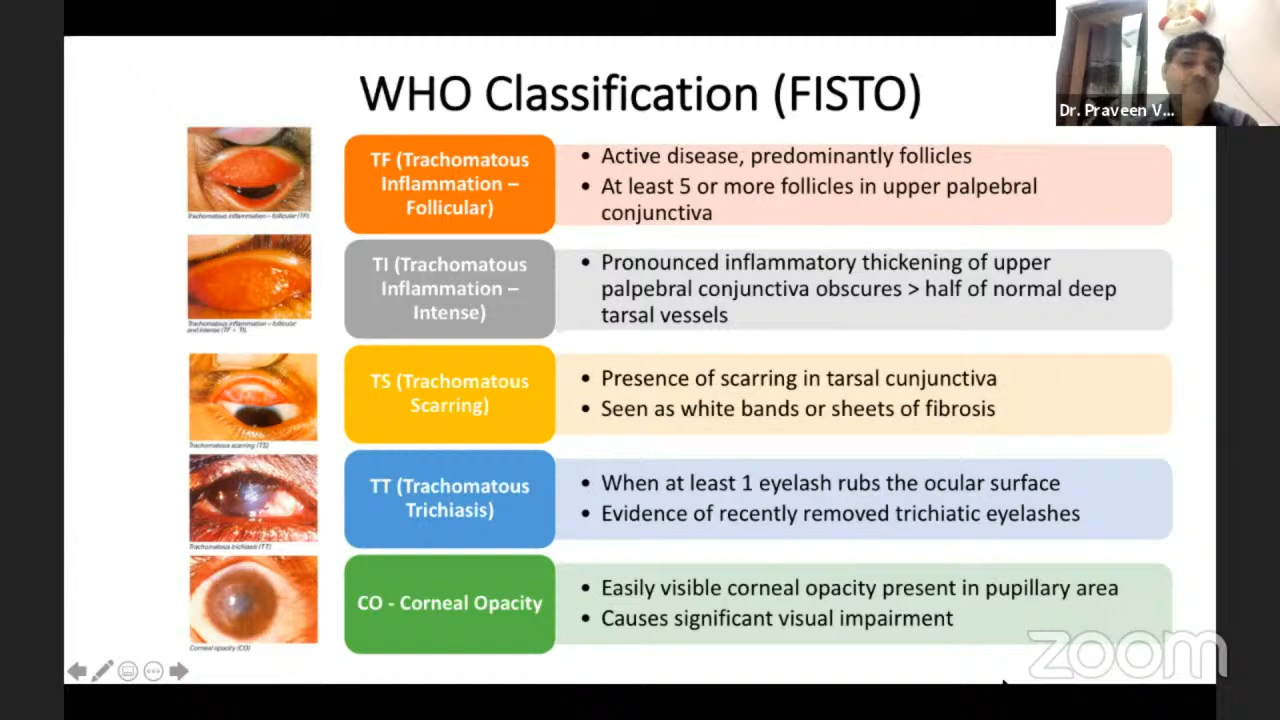 WHO Classification (FISTO)
Dr. Praveen V...
Trachomatous inflammation – follicular (TF)
TF (Trachomatous
Inflammation –
Follicular)
• Active disease, predominantly follicles
• At least 5 or more follicles in upper palpebral
conjunctiva
Trachomatous inflammation – follicular
and intense (TF + TI)
TI (Trachomatous
Inflammation –
Intense)
• Pronounced inflammatory thickening of upper
palpebral conjunctiva obscures > half of normal deep
tarsal vessels
Trachomatous scarring (TS)
TS (Trachomatous
Scarring)
• Presence of scarring in tarsal cunjunctiva
• Seen as white bands or sheets of fibrosis
Trachomatous trichiasis (TT)
TT (Trachomatous
Trichiasis)
• When at least 1 eyelash rubs the ocular surface
• Evidence of recently removed trichiatic eyelashes
Corneal opacity (CO)
CO - Corneal Opacity
• Easily visible corneal opacity present in pupillary area
• Causes significant visual impairment
zoom